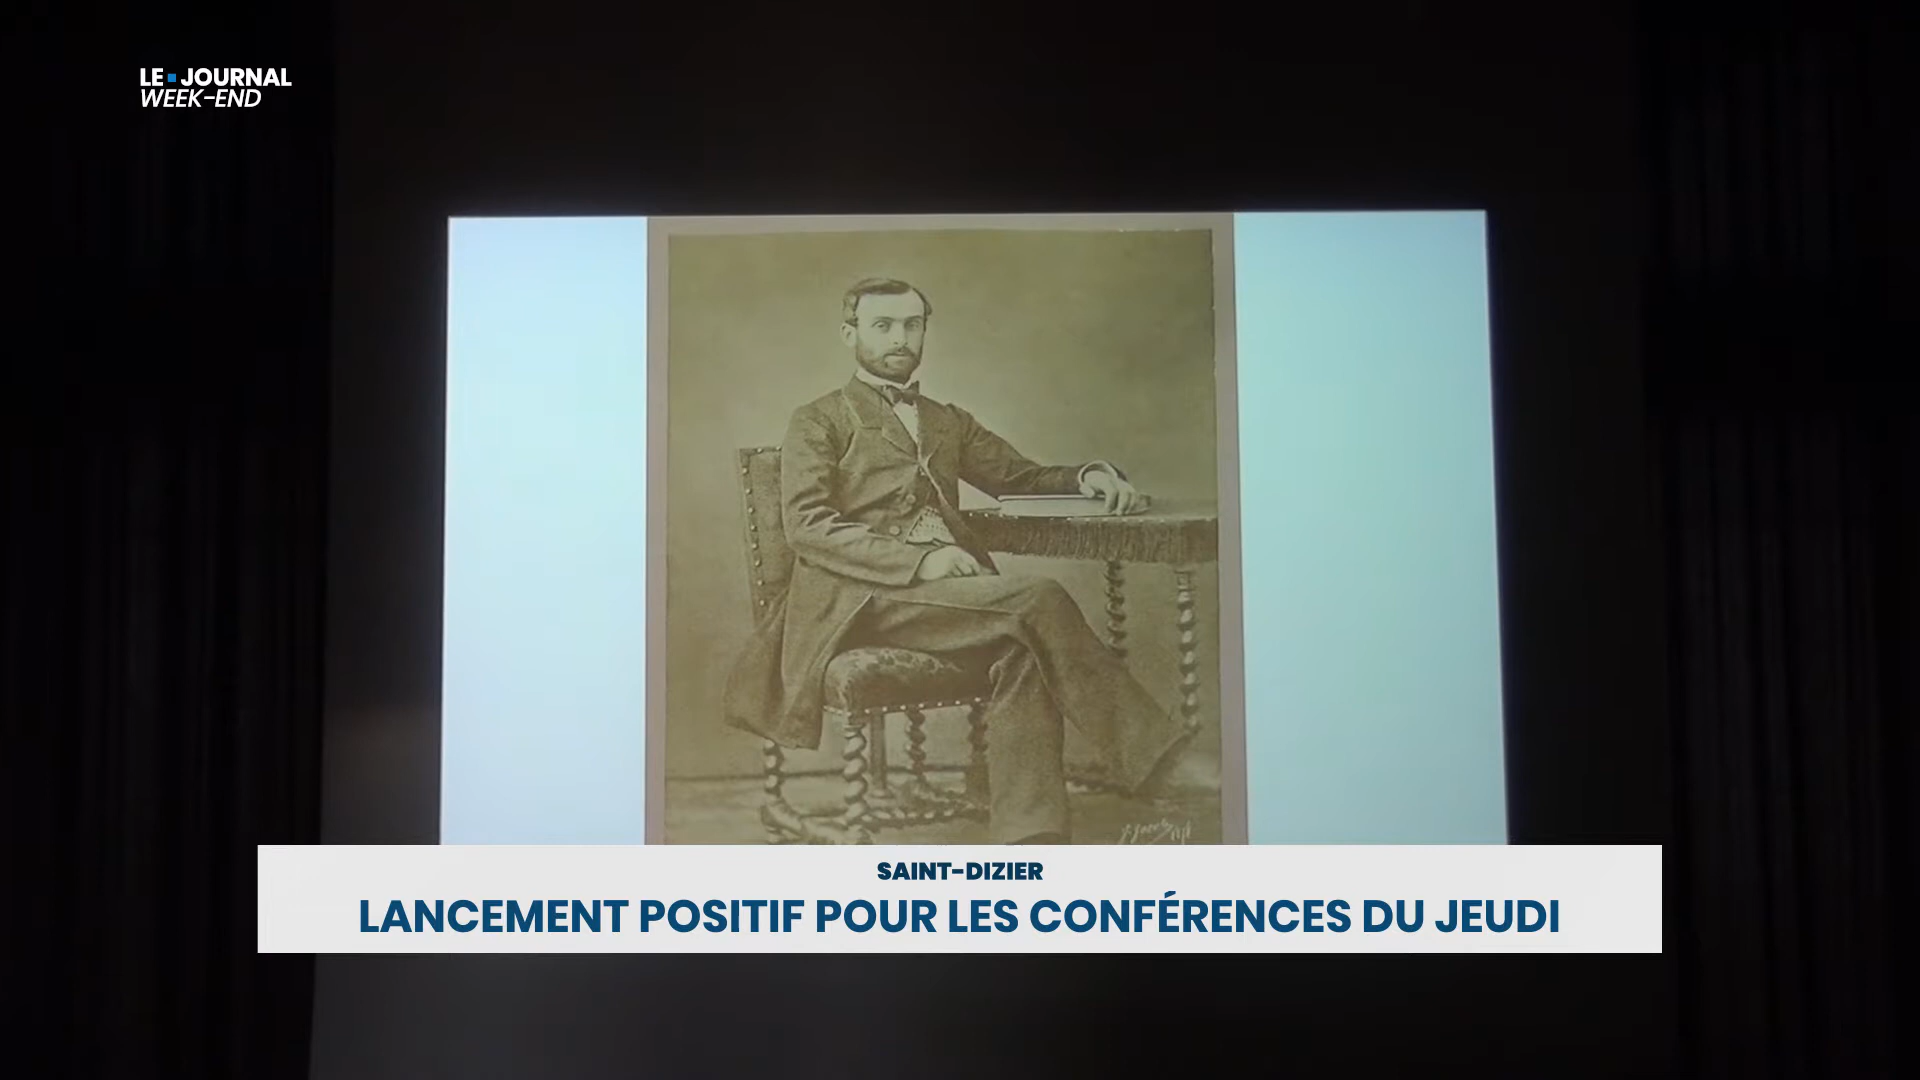 LE JOURNAL
WEEK-END
SAINT-DIZIER
LANCEMENT POSITIF POUR LES CONFÉRENCES DU JEUDI